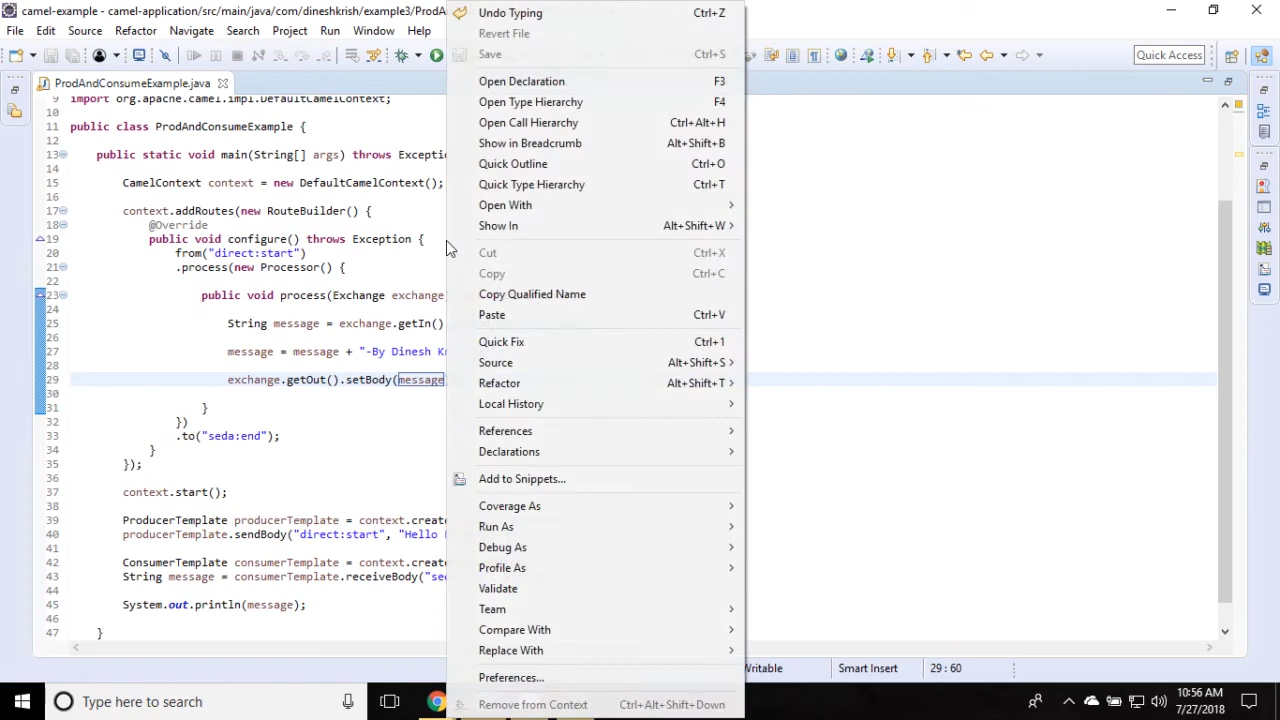 camel-example - camel-application/src/main/java/com/dineshkrish/example3/ProdA
File Edit Source Refactor Navigate Search Project Run Window Help
Quick Access
ProdAndConsumeExample.java
9 import org.apache.camel.impl.DefaultCamelContext;
10
11 public class ProdAndConsumeExample {
12
13 public static void main(String[] args) throws Exceptio
14
15 CamelContext context = new DefaultCamelContext();
16
17 context.addRoutes(new RouteBuilder() {
18 @Override
19 public void configure() throws Exception {
20 from("direct:start")
21 .process(new Processor() {
22
23 public void process(Exchange exchange
24
25 String message = exchange.getIn()
26
27 message = message + "-By Dinesh K
28
29 exchange.getOut().setBody(message
30
31 }
32 })
33 .to("seda:end");
34 }
35 });
36
37 context.start();
38
39 ProducerTemplate producerTemplate = context.create
40 producerTemplate.sendBody("direct:start", "Hello
41
42 ConsumerTemplate consumerTemplate = context.create
43 String message = consumerTemplate.receiveBody("se
44
45 System.out.println(message);
46
47 }
Undo Typing Ctrl+Z
Revert File
Save Ctrl+S
Open Declaration F3
Open Type Hierarchy F4
Open Call Hierarchy Ctrl+Alt+H
Show in Breadcrumb Alt+Shift+B
Quick Outline Ctrl+O
Quick Type Hierarchy Ctrl+T
Open With
Show In Alt+Shift+W
Cut Ctrl+X
Copy Ctrl+C
Copy Qualified Name
Paste Ctrl+V
Quick Fix Ctrl+1
Source Alt+Shift+S
Refactor Alt+Shift+T
Local History
References
Declarations
Add to Snippets...
Coverage As
Run As
Debug As
Profile As
Validate
Team
Compare With
Replace With
Preferences...
Remove from Context Ctrl+Alt+Shift+Down
Writable Smart Insert 29 : 60
Type here to search
10:56 AM
7/27/2018